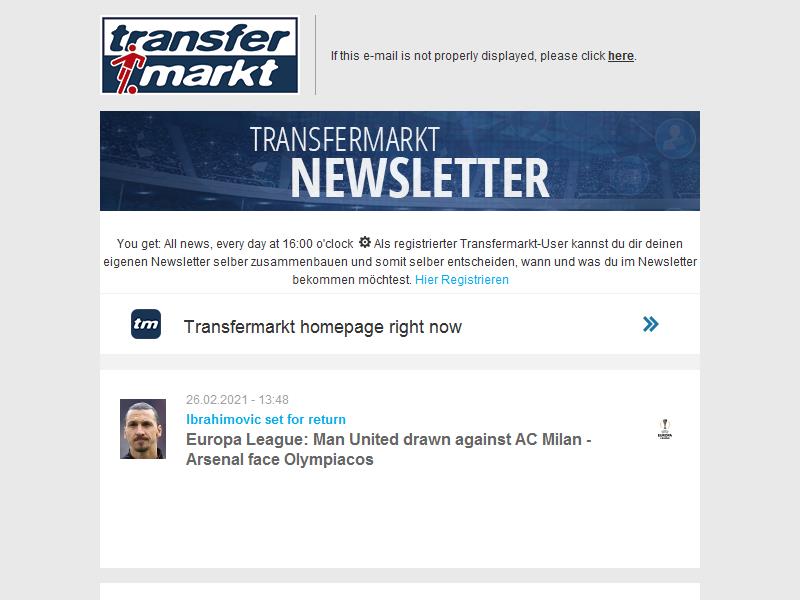 transfer
markt
If this e-mail is not properly displayed, please click here.
TRANSFERMARKT
NEWSLETTER
You get: All news, every day at 16:00 o'clock Als registrierter Transfermarkt-User kannst du dir deinen
eigenen Newsletter selber zusammenbauen und somit selber entscheiden, wann und was du im Newsletter
bekommen möchtest. Hier Registrieren
tm
Transfermarkt homepage right now
26.02.2021 - 13:48
Ibrahimovic set for return
Europa League: Man United drawn against AC Milan -
Arsenal face Olympiacos
EUROPA